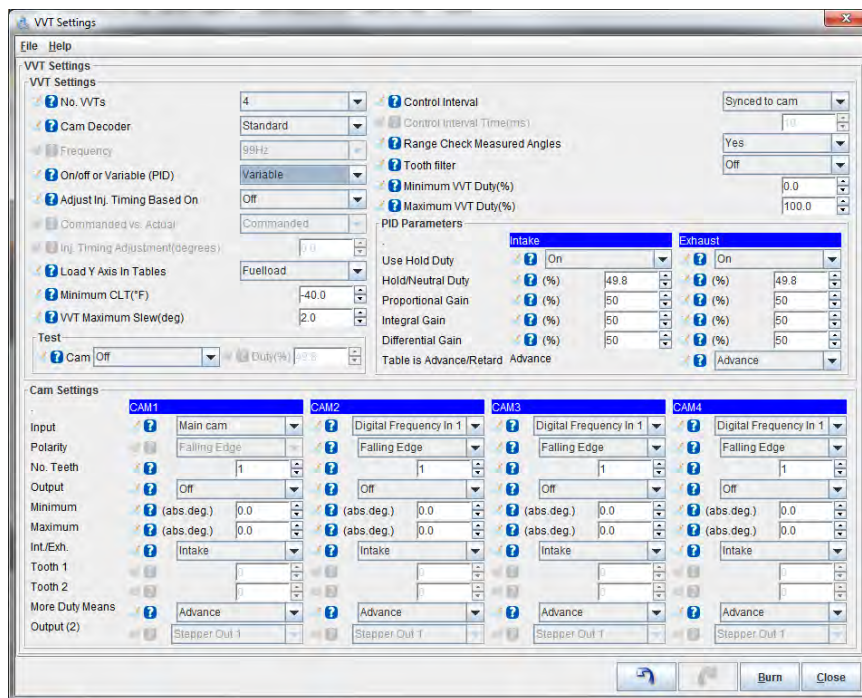 VVT Settings
File Help
VVT Settings
VVT Settings
No. VVTs 4
Cam Decoder Standard
Frequency 99Hz
On/off or Variable (PID) Variable
Adjust Inj. Timing Based On Off
Commanded vs. Actual Commanded
Inj. Timing Adjustment(degrees) 0.0
Load Y Axis In Tables Fuelload
Minimum CLT(°F) -40.0
VVT Maximum Slew(deg) 2.0
Test
Cam Off Duty(%)
Control Interval Synced to cam
Control Interval Time(ms) 10
Range Check Measured Angles Yes
Tooth filter Off
Minimum VVT Duty(%) 0.0
Maximum VVT Duty(%) 100.0
PID Parameters
. Intake Exhaust
Use Hold Duty On On
Hold/Neutral Duty (%) 49.8 (%) 49.8
Proportional Gain (%) 50 (%) 50
Integral Gain (%) 50 (%) 50
Differential Gain (%) 50 (%) 50
Table is Advance/Retard Advance Advance
Cam Settings
. CAM1 CAM2 CAM3 CAM4
Input Main cam Digital Frequency In 1 Digital Frequency In 1 Digital Frequency In 1
Polarity Falling Edge Falling Edge Falling Edge Falling Edge
No. Teeth 1 1 1 1
Output Off Off Off Off
Minimum (abs.deg.) 0.0 (abs.deg.) 0.0 (abs.deg.) 0.0 (abs.deg.) 0.0
Maximum (abs.deg.) 0.0 (abs.deg.) 0.0 (abs.deg.) 0.0 (abs.deg.) 0.0
Int./Exh. Intake Intake Intake Intake
Tooth 1 0 0 0 0
Tooth 2 0 0 0 0
More Duty Means Advance Advance Advance Advance
Output (2) Stepper Out 1 Stepper Out 1 Stepper Out 1 Stepper Out 1
Burn Close